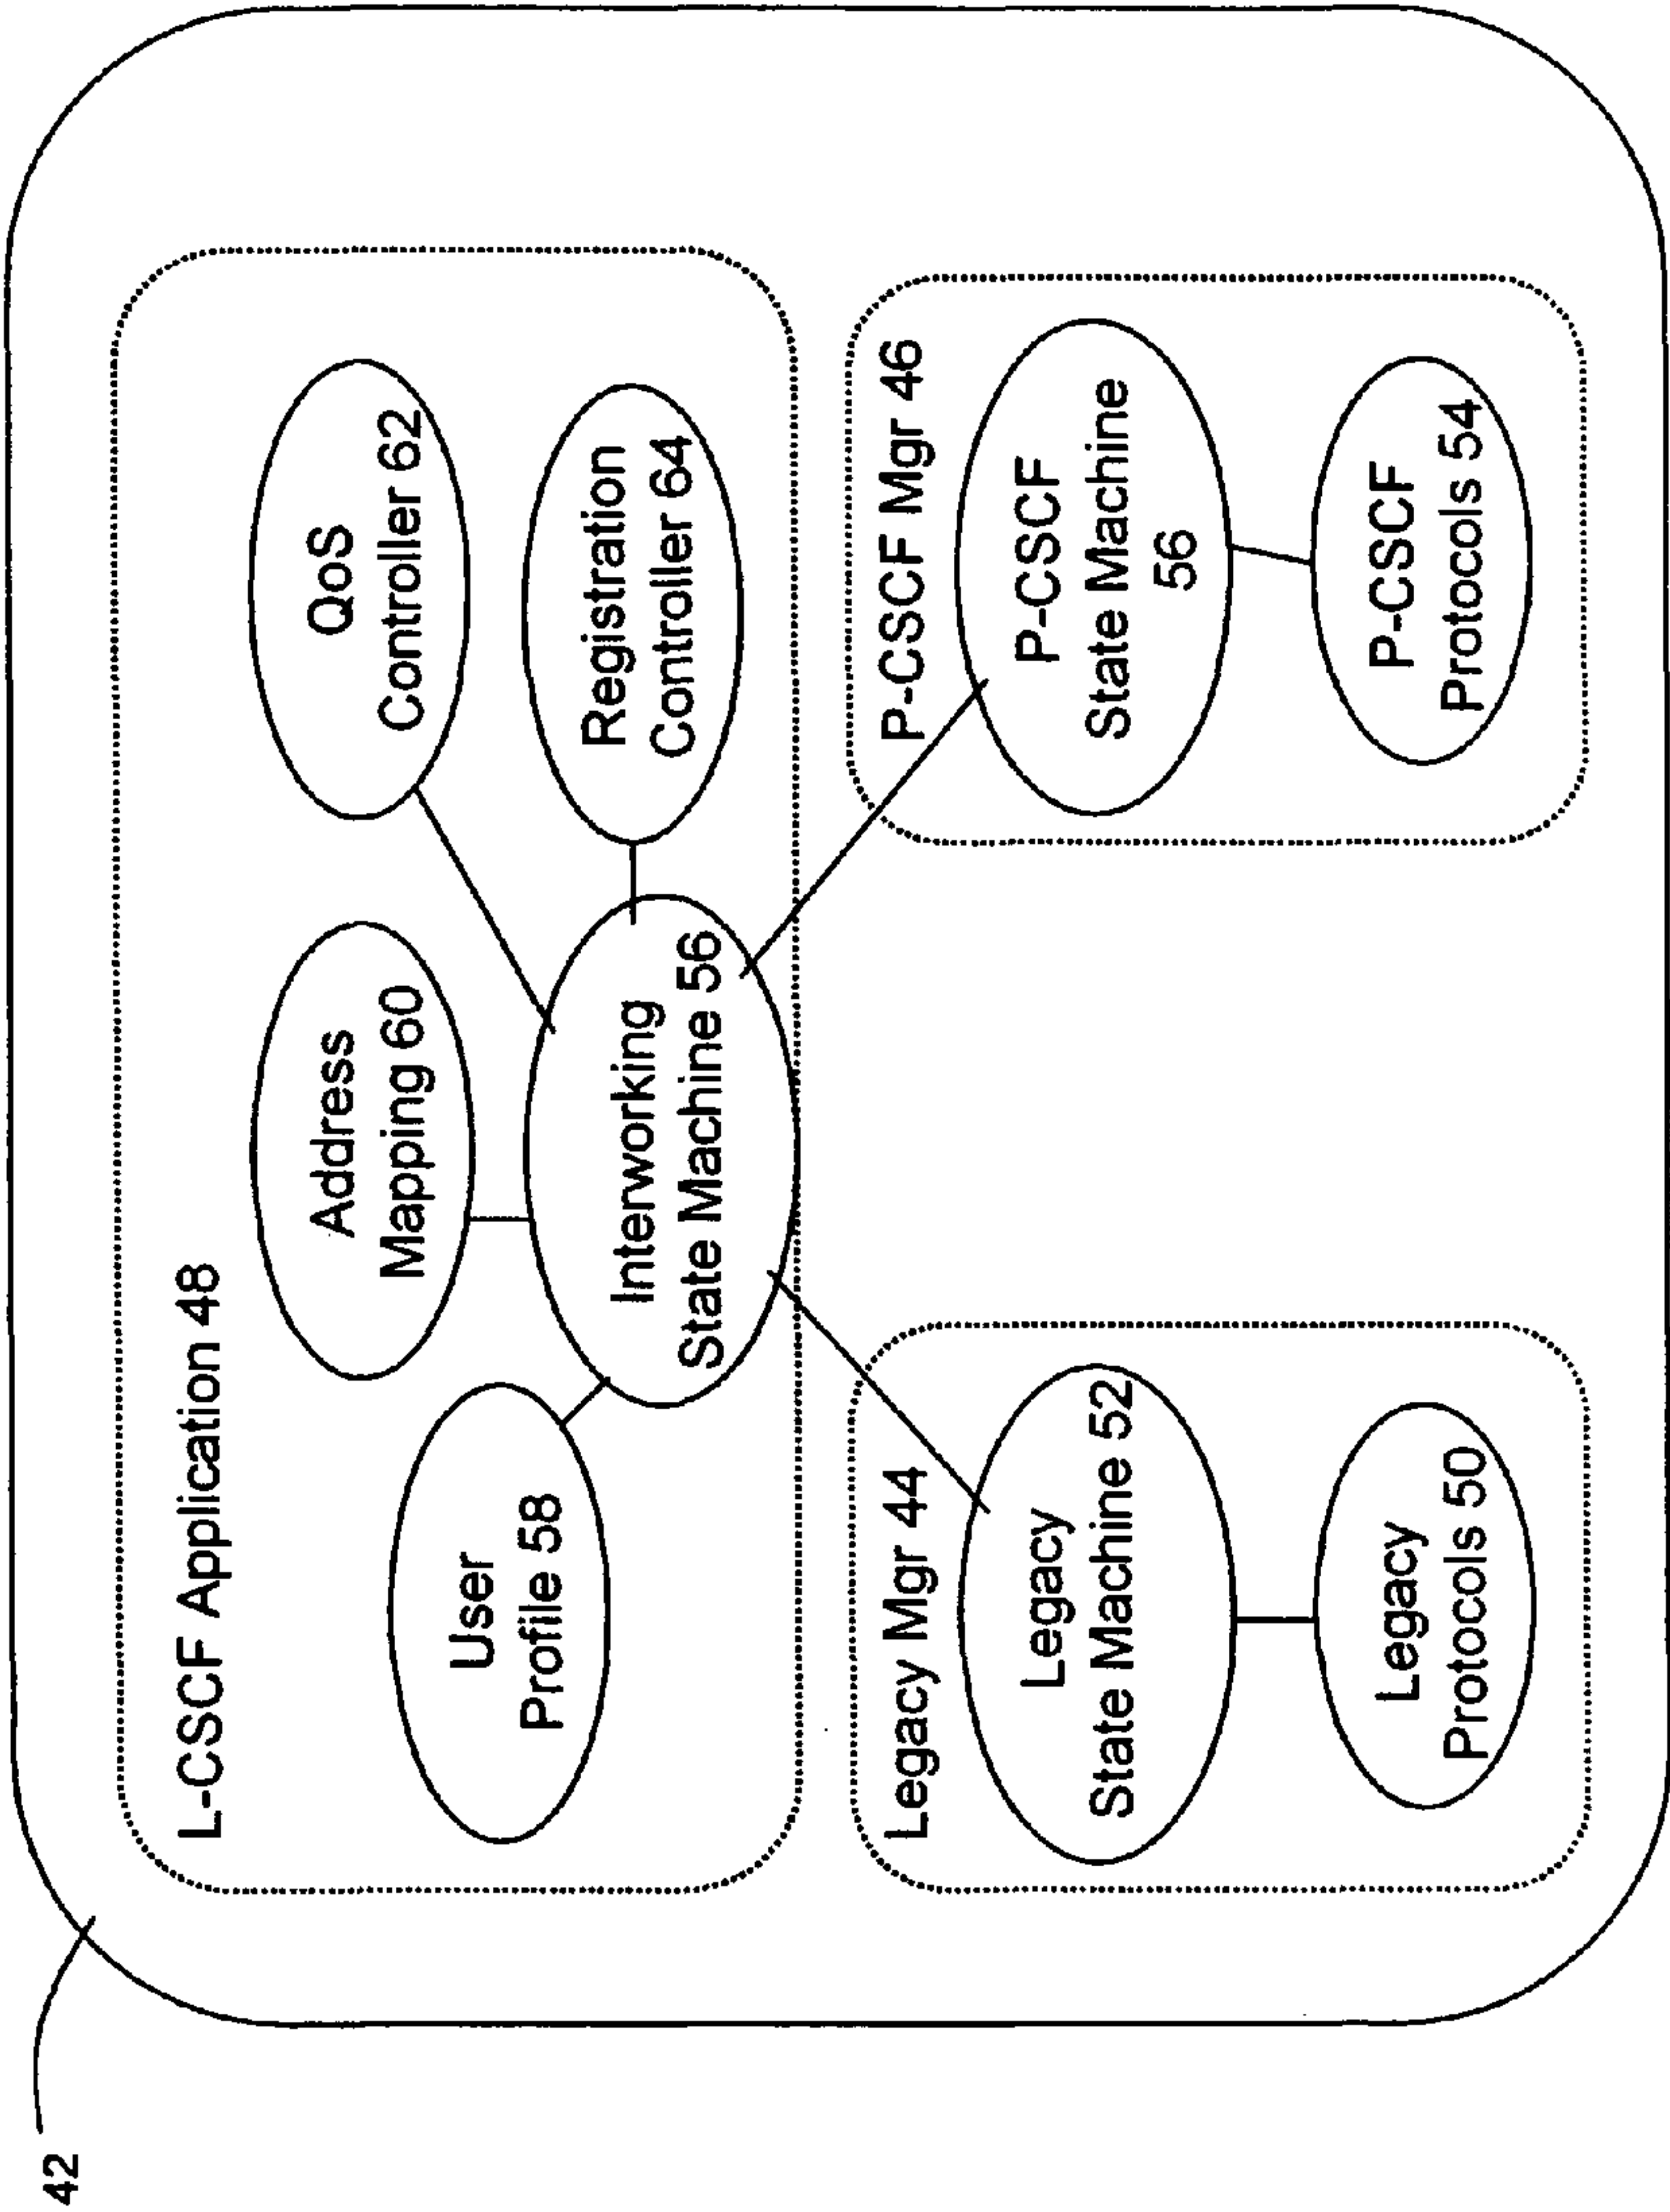 42
L-CSCF Application 48
User
Profile 58
Address
Mapping 60
QoS
Controller 62
Interworking
State Machine 56
Registration
Controller 64
Legacy Mgr 44
Legacy
State Machine 52
Legacy
Protocols 50
P-CSCF Mgr 46
P-CSCF
State Machine
56
P-CSCF
Protocols 54